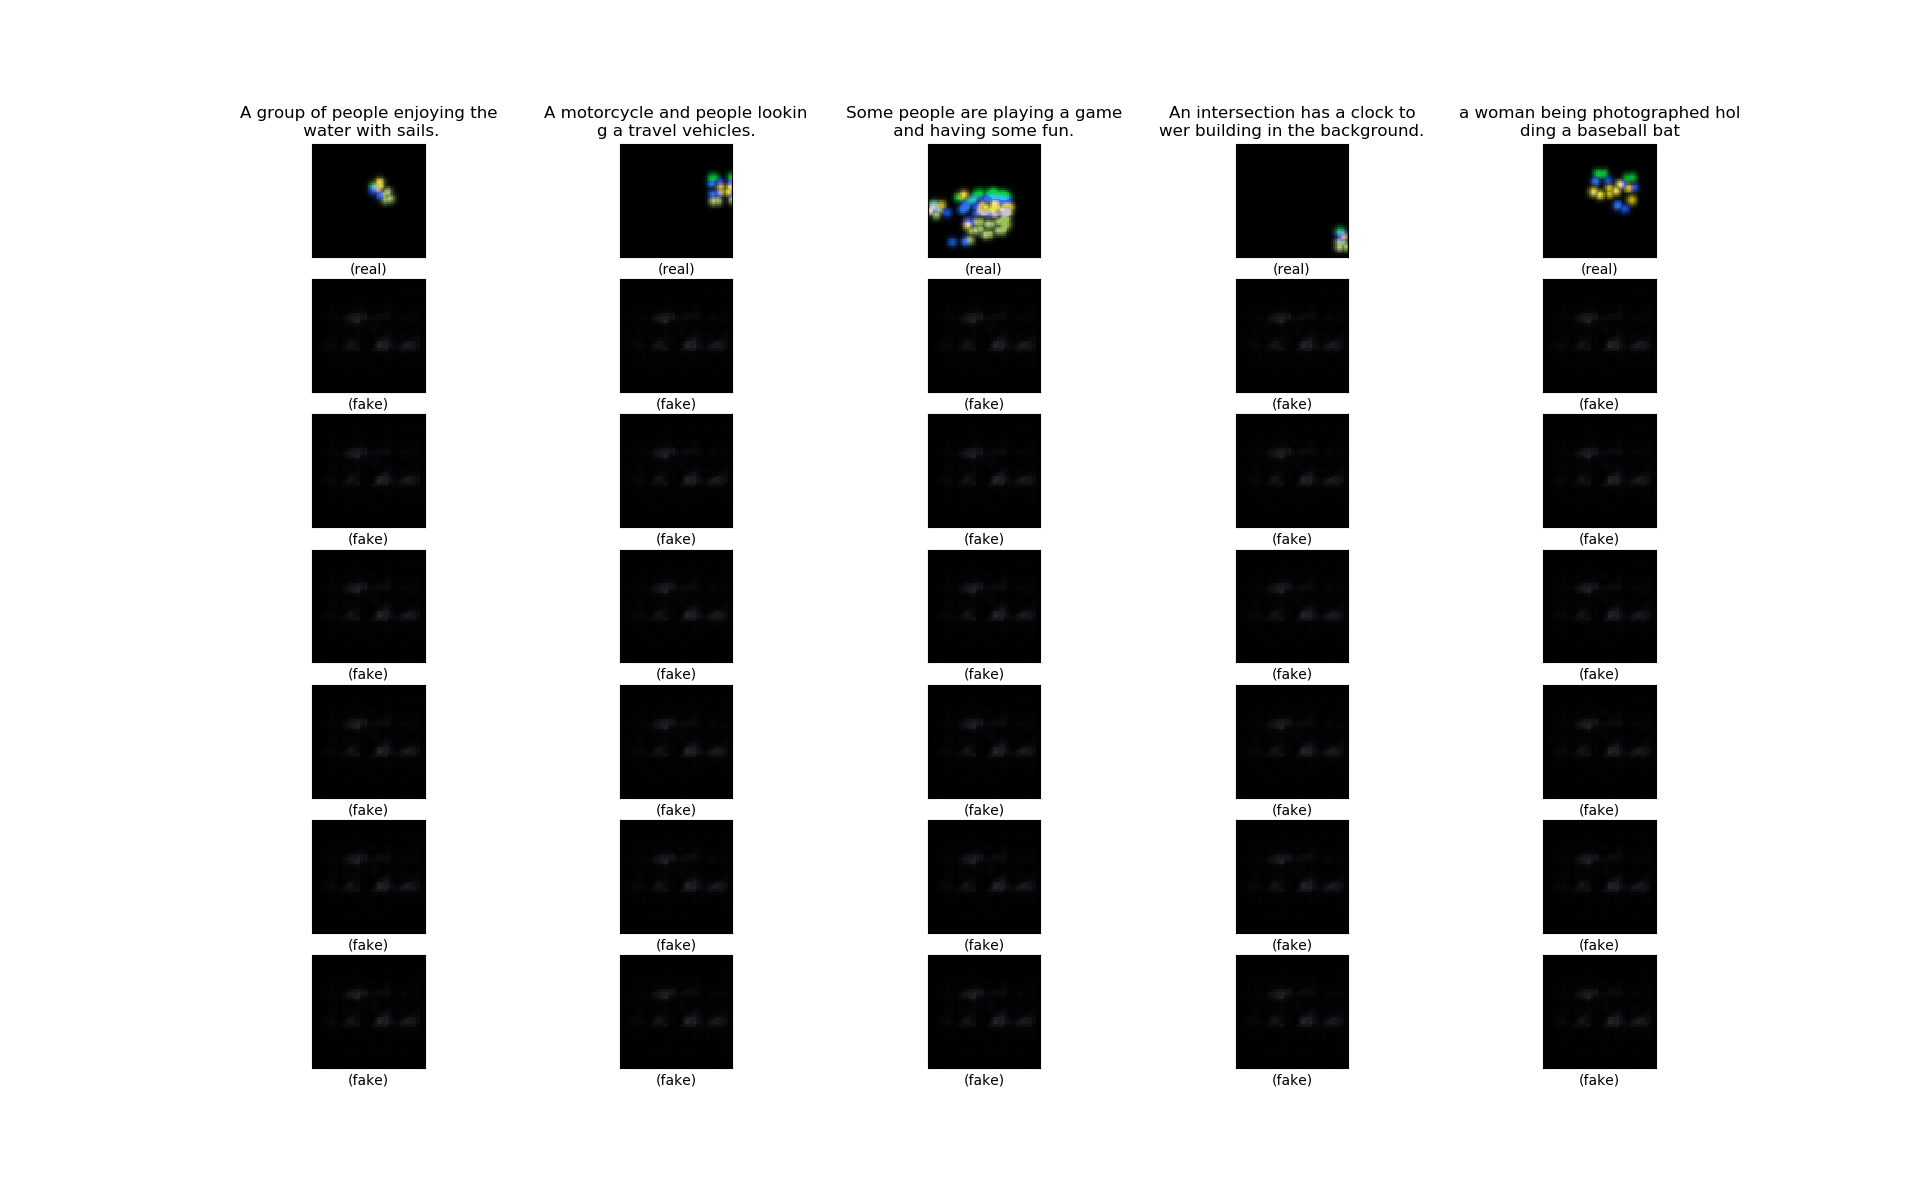 A group of people enjoying the
water with sails.
A motorcycle and people lookin
g a travel vehicles.
Some people are playing a game
and having some fun.
An intersection has a clock to
wer building in the background.
a woman being photographed hol
ding a baseball bat
(real) (real) (real) (real) (real)
(fake) (fake) (fake) (fake) (fake)
(fake) (fake) (fake) (fake) (fake)
(fake) (fake) (fake) (fake) (fake)
(fake) (fake) (fake) (fake) (fake)
(fake) (fake) (fake) (fake) (fake)
(fake) (fake) (fake) (fake) (fake)